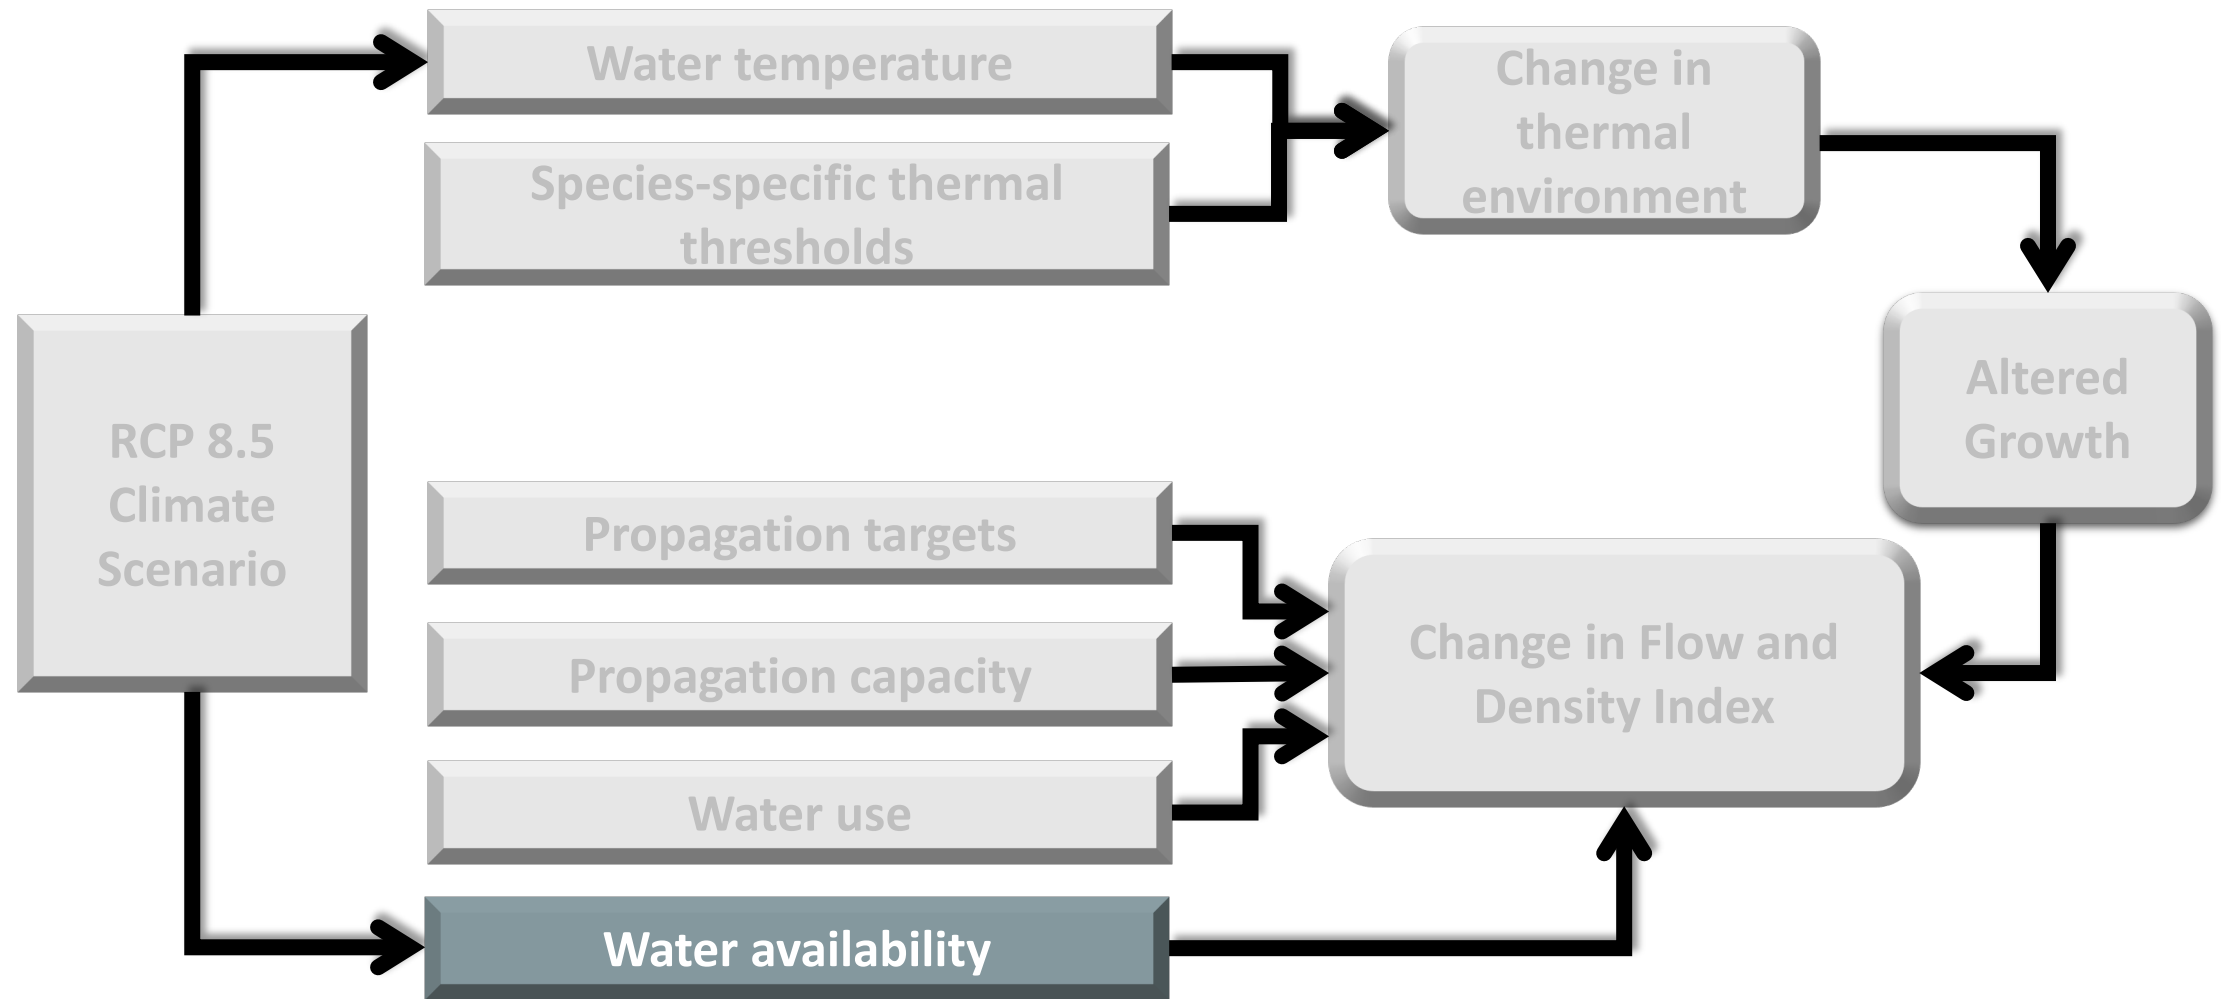 Water temperature
Species-specific thermal
thresholds
Change in
thermal
environment
RCP 8.5
Climate
Scenario
Altered
Growth
Propagation targets
Propagation capacity
Water use
Water availability
Change in Flow and
Density Index